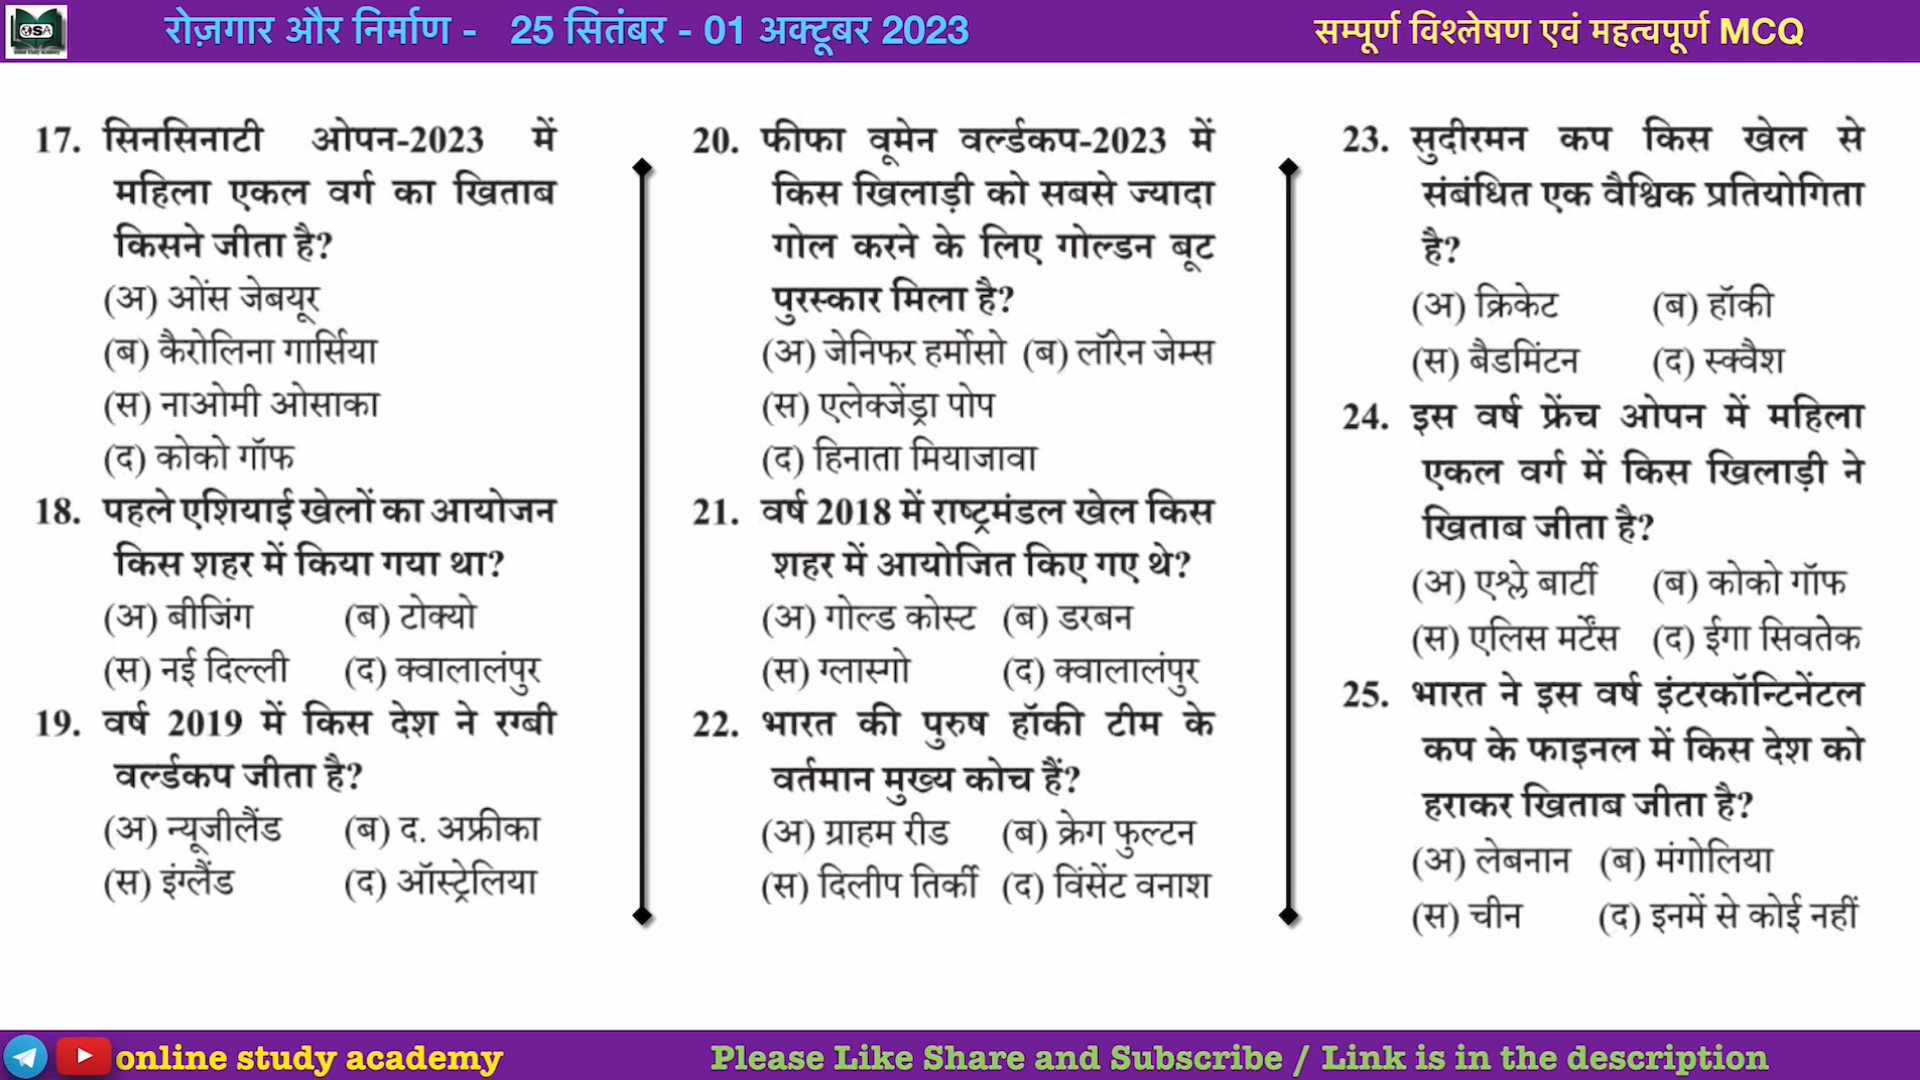 OSA
रोज़गार और निर्माण - 25 सितंबर - 01 अक्टूबर 2023
सम्पूर्ण विश्लेषण एवं महत्वपूर्ण MCQ
17. सिनसिनाटी ओपन-2023 में
महिला एकल वर्ग का खिताब
किसने जीता है?
(अ) ओंस जेबयूर
(ब) कैरोलिना गार्सिया
(स) नाओमी ओसाका
(द) कोको गॉफ
18. पहले एशियाई खेलों का आयोजन
किस शहर में किया गया था?
(अ) बीजिंग (ब) टोक्यो
(स) नई दिल्ली (द) क्वालालंपुर
19. वर्ष 2019 में किस देश ने रग्बी
वर्ल्डकप जीता है?
(अ) न्यूजीलैंड (ब) द. अफ्रीका
(स) इंग्लैंड (द) ऑस्ट्रेलिया
20. फीफा वूमेन वर्ल्डकप-2023 में
किस खिलाड़ी को सबसे ज्यादा
गोल करने के लिए गोल्डन बूट
पुरस्कार मिला है?
(अ) जेनिफर हर्मोसो (ब) लॉरेन जेम्स
(स) एलेक्जेंड्रा पोप
(द) हिनाता मियाजावा
21. वर्ष 2018 में राष्ट्रमंडल खेल किस
शहर में आयोजित किए गए थे?
(अ) गोल्ड कोस्ट (ब) डरबन
(स) ग्लास्गो (द) क्वालालंपुर
22. भारत की पुरुष हॉकी टीम के
वर्तमान मुख्य कोच हैं?
(अ) ग्राहम रीड (ब) क्रेग फुल्टन
(स) दिलीप तिर्की (द) विंसेंट वनाश
23. सुदीरमन कप किस खेल से
संबंधित एक वैश्विक प्रतियोगिता
है?
(अ) क्रिकेट (ब) हॉकी
(स) बैडमिंटन (द) स्क्वैश
24. इस वर्ष फ्रेंच ओपन में महिला
एकल वर्ग में किस खिलाड़ी ने
खिताब जीता है?
(अ) एश्ले बार्टी (ब) कोको गॉफ
(स) एलिस मर्टेंस (द) ईगा सिवतेक
25. भारत ने इस वर्ष इंटरकॉन्टिनेंटल
कप के फाइनल में किस देश को
हराकर खिताब जीता है?
(अ) लेबनान (ब) मंगोलिया
(स) चीन (द) इनमें से कोई नहीं
online study academy
Please Like Share and Subscribe / Link is in the description